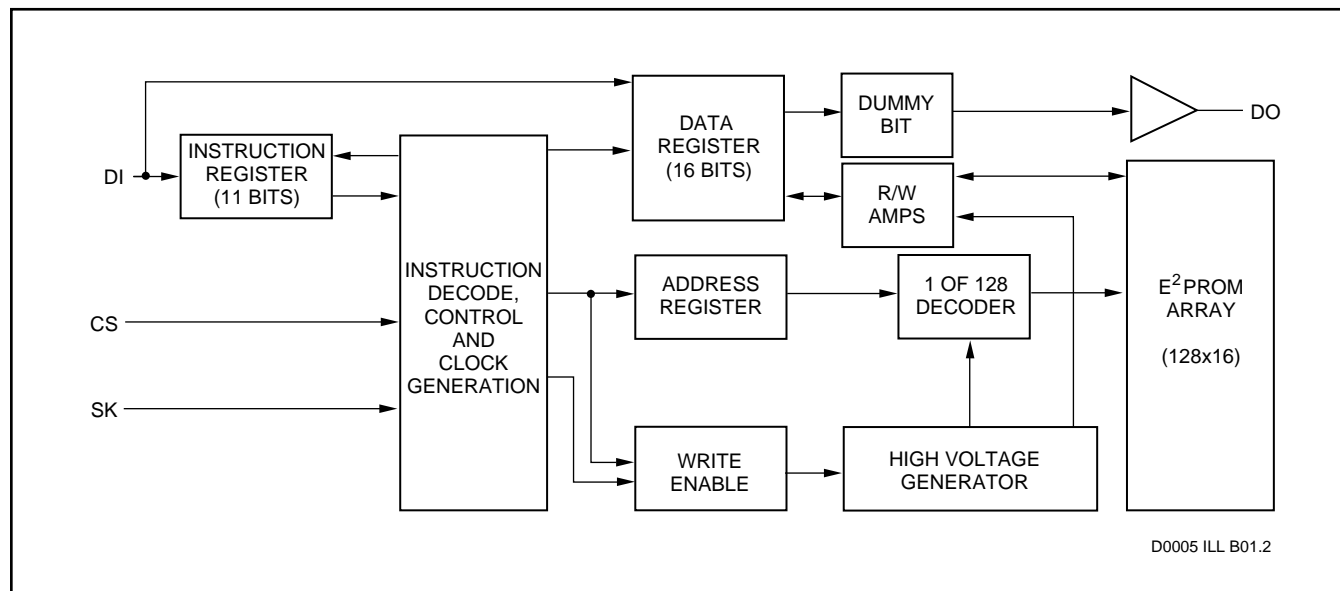 DI
INSTRUCTION
REGISTER
(11 BITS)
CS
SK
INSTRUCTION
DECODE,
CONTROL
AND
CLOCK
GENERATION
DATA
REGISTER
(16 BITS)
DUMMY
BIT
DO
R/W
AMPS
ADDRESS
REGISTER
1 OF 128
DECODER
WRITE
ENABLE
HIGH VOLTAGE
GENERATOR
E²PROM
ARRAY
(128x16)
D0005 ILL B01.2